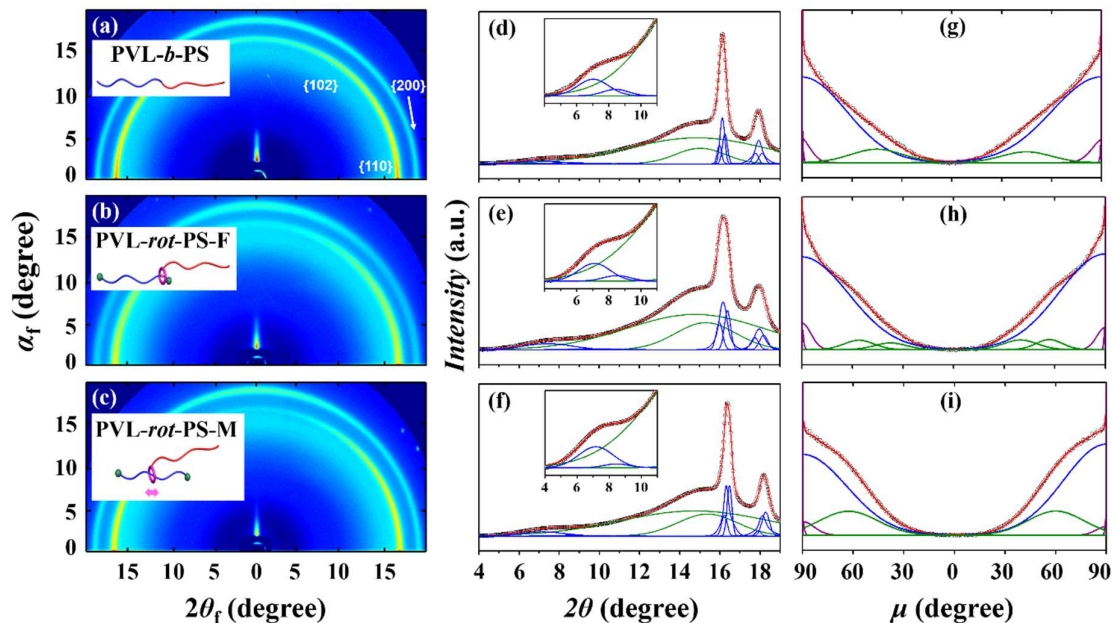 (a)
PVL-b-PS
{102}
{200}
{110}
15
10
5
0
(b)
PVL-rot-PS-F
15
10
5
0
(c)
PVL-rot-PS-M
15
10
5
0
αf (degree)
15 10 5 0 5 10 15
2θf (degree)
(d)
6 8 10
(e)
6 8 10
(f)
4 6 8 10
Intensity (a.u.)
4 6 8 10 12 14 16 18
2θ (degree)
(g)
(h)
(i)
90 60 30 0 30 60 90
μ (degree)